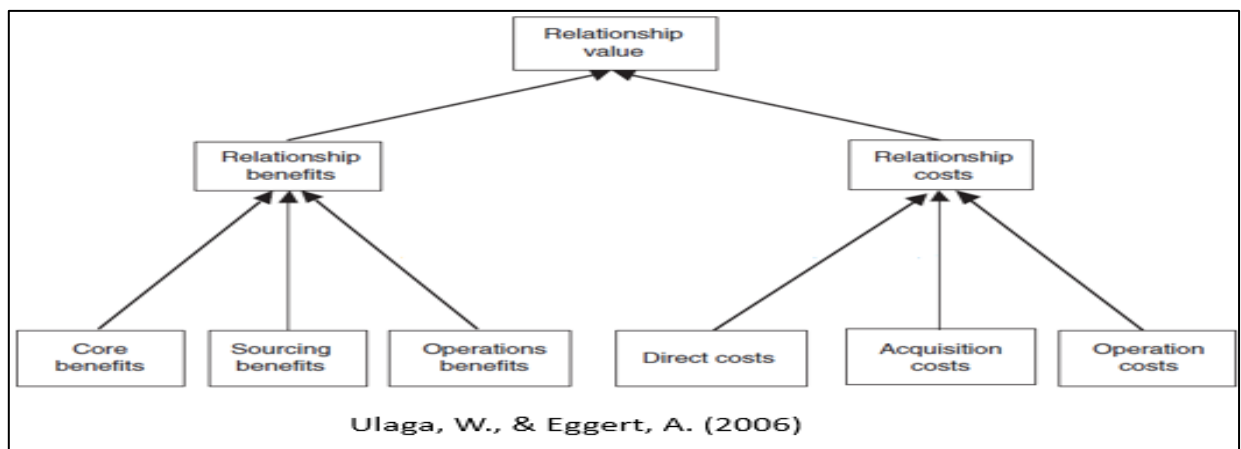 Relationship
value
Relationship
benefits
Relationship
costs
Core
benefits
Sourcing
benefits
Operations
benefits
Direct costs
Acquisition
costs
Operation
costs
Ulaga, W., & Eggert, A. (2006)